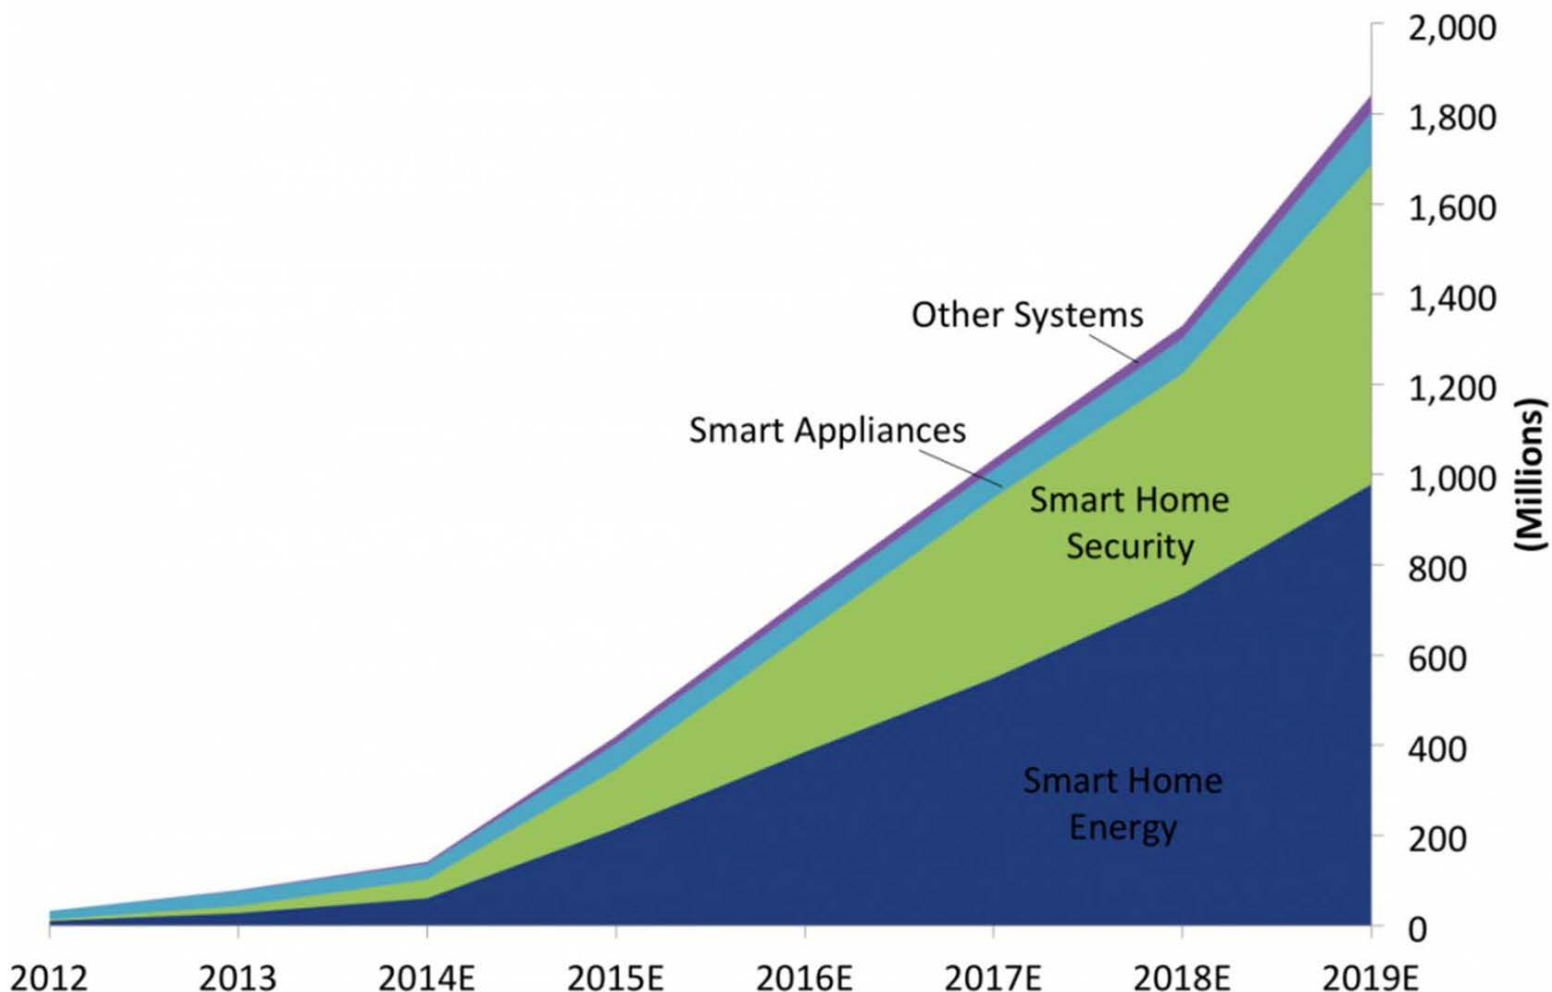 2,000
1,800
1,600
1,400
1,200
1,000
800
600
400
200
0
(Millions)
Other Systems
Smart Appliances
Smart Home
Security
Smart Home
Energy
2012 2013 2014E 2015E 2016E 2017E 2018E 2019E